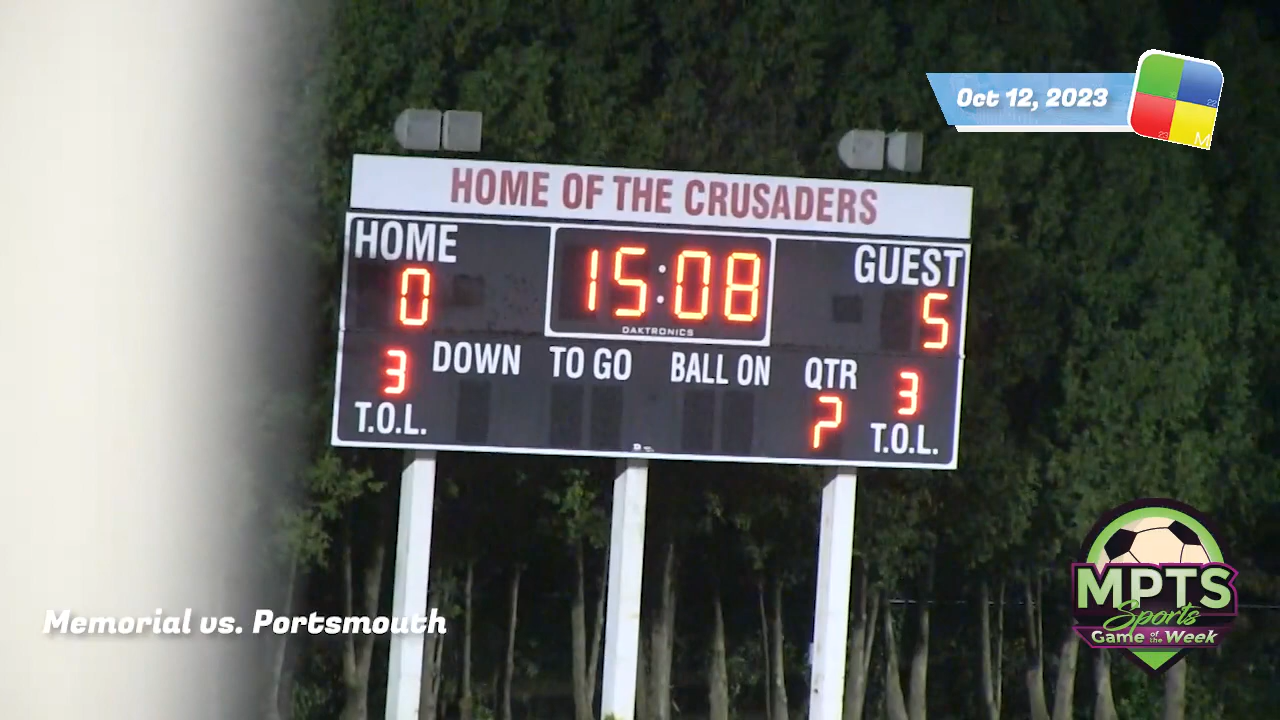 Oct 12, 2023
HOME OF THE CRUSADERS
HOME
15:08
GUEST
0
5
DAKTRONICS
3
DOWN
TO GO
BALL ON
QTR
3
T.O.L.
T.O.L.
Memorial vs. Portsmouth
MPTS
Sports
Game of the Week